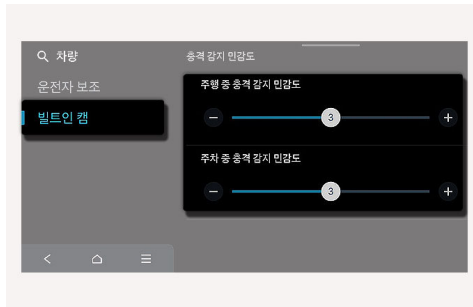 차량
충격 감지 민감도
운전자 보조
빌트인 캠
주행 중 충격 감지 민감도
3
주차 중 충격 감지 민감도
3